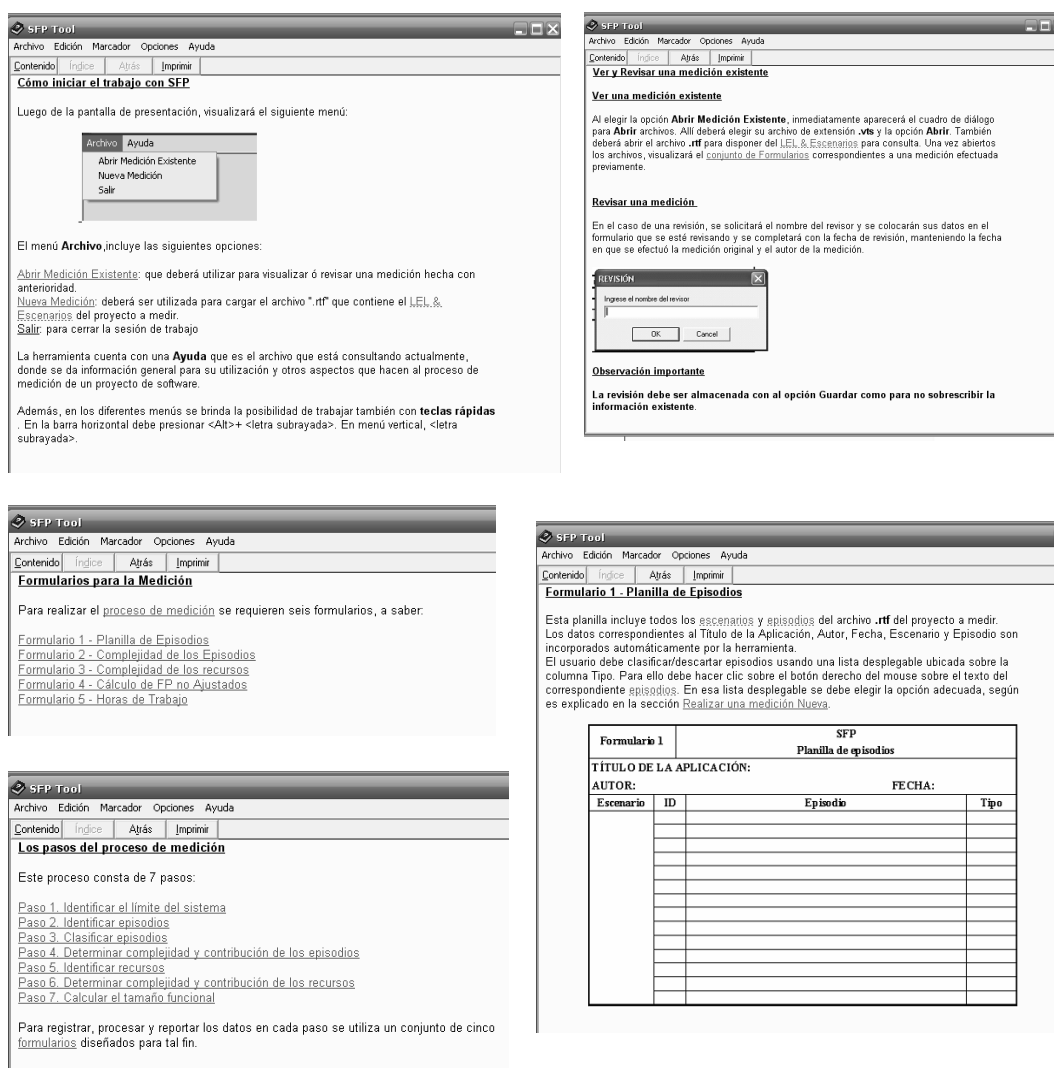 SFP Tool
Archivo Edición Marcador Opciones Ayuda
Contenido Índice Atrás Imprimir
Cómo iniciar el trabajo con SFP
Luego de la pantalla de presentación, visualizará el siguiente menú:
Archivo Ayuda
Abrir Medición Existente
Nueva Medición
Salir
El menú Archivo,incluye las siguientes opciones:
Abrir Medición Existente: que deberá utilizar para visualizar ó revisar una medición hecha con
anterioridad.
Nueva Medición: deberá ser utilizada para cargar el archivo ".rtf" que contiene el LEL &
Escenarios del proyecto a medir.
Salir: para cerrar la sesión de trabajo
La herramienta cuenta con una Ayuda que es el archivo que está consultando actualmente,
donde se da información general para su utilización y otros aspectos que hacen al proceso de
medición de un proyecto de software.
Además, en los diferentes menús se brinda la posibilidad de trabajar también con teclas rápidas
. En la barra horizontal debe presionar <Alt>+ <letra subrayada>. En menú vertical, <letra
subrayada>.
SFP Tool
Archivo Edición Marcador Opciones Ayuda
Contenido Índice Atrás Imprimir
Ver y Revisar una medición existente
Ver una medición existente
Al elegir la opción Abrir Medición Existente, inmediatamente aparecerá el cuadro de diálogo
para Abrir archivos. Allí deberá elegir su archivo de extensión .vts y la opción Abrir. También
deberá abrir el archivo .rtf para disponer del LEL & Escenarios para consulta. Una vez abiertos
los archivos, visualizará el conjunto de Formularios correspondientes a una medición efectuada
previamente.
Revisar una medición
En el caso de una revisión, se solicitará el nombre del revisor y se colocarán sus datos en el
formulario que se esté revisando y se completará con la fecha de revisión, manteniendo la fecha
en que se efectuó la medición original y el autor de la medición.
REVISIÓN
Ingrese el nombre del revisor
OK Cancel
Observación importante
La revisión debe ser almacenada con al opción Guardar como para no sobrescribir la
información existente.
SFP Tool
Archivo Edición Marcador Opciones Ayuda
Contenido Índice Atrás Imprimir
Formularios para la Medición
Para realizar el proceso de medición se requieren seis formularios, a saber:
Formulario 1 - Planilla de Episodios
Formulario 2 - Complejidad de los Episodios
Formulario 3 - Complejidad de los recursos
Formulario 4 - Cálculo de FP no Ajustados
Formulario 5 - Horas de Trabajo
SFP Tool
Archivo Edición Marcador Opciones Ayuda
Contenido Índice Atrás Imprimir
Los pasos del proceso de medición
Este proceso consta de 7 pasos:
Paso 1. Identificar el límite del sistema
Paso 2. Identificar episodios
Paso 3. Clasificar episodios
Paso 4. Determinar complejidad y contribución de los episodios
Paso 5. Identificar recursos
Paso 6. Determinar complejidad y contribución de los recursos
Paso 7. Calcular el tamaño funcional
Para registrar, procesar y reportar los datos en cada paso se utiliza un conjunto de cinco
formularios diseñados para tal fin.
SFP Tool
Archivo Edición Marcador Opciones Ayuda
Contenido Índice Atrás Imprimir
Formulario 1 - Planilla de Episodios
Esta planilla incluye todos los escenarios y episodios del archivo .rtf del proyecto a medir.
Los datos correspondientes al Título de la Aplicación, Autor, Fecha, Escenario y Episodio son
incorporados automáticamente por la herramienta.
El usuario debe clasificar/descartar episodios usando una lista desplegable ubicada sobre la
columna Tipo. Para ello debe hacer clic sobre el botón derecho del mouse sobre el texto del
correspondiente episodios. En esa lista desplegable se debe elegir la opción adecuada, según
es explicado en la sección Realizar una medición Nueva.
Formulario 1
SFP
Planilla de episodios
TÍTULO DE LA APLICACIÓN:
AUTOR: FECHA:
Escenario ID Episodio Tipo